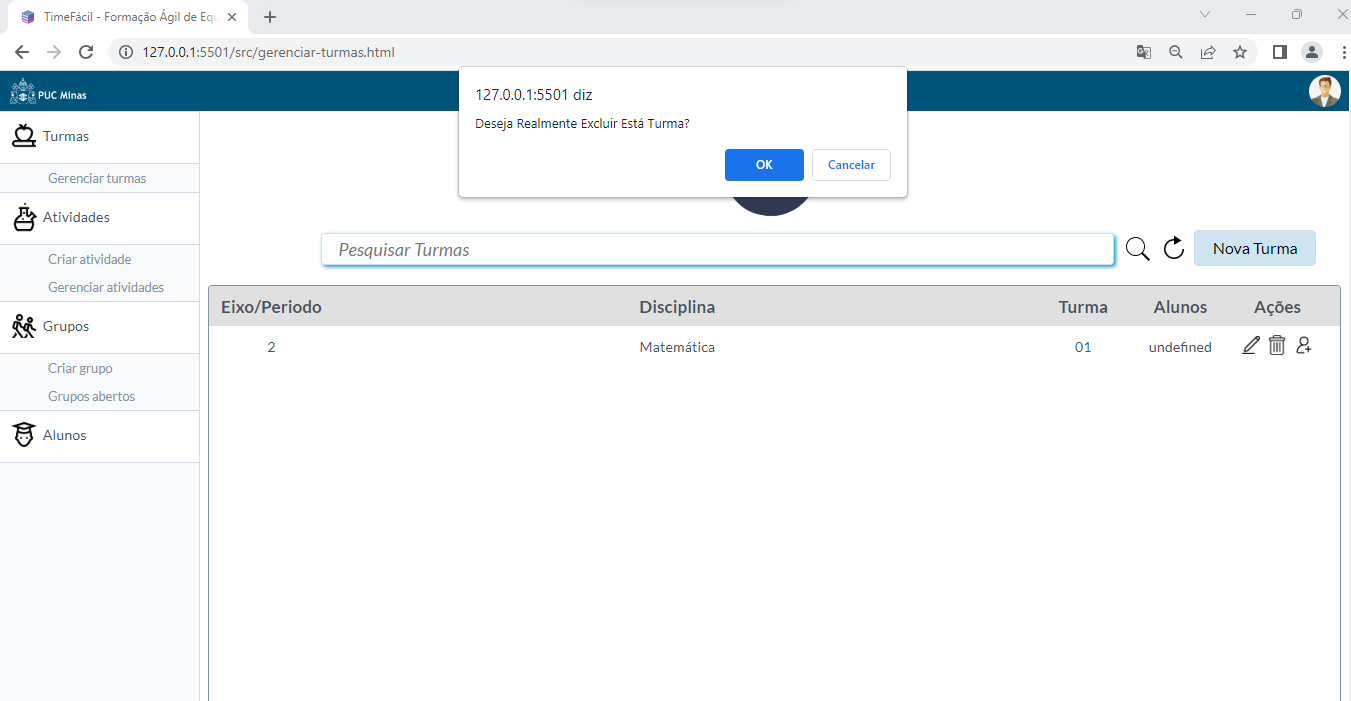 TimeFácil - Formação Ágil de Equ
127.0.0.1:5501/src/gerenciar-turmas.html
PUC Minas
127.0.0.1:5501 diz
Deseja Realmente Excluir Está Turma?
OK Cancelar
Turmas
Gerenciar turmas
Atividades
Criar atividade
Gerenciar atividades
Grupos
Criar grupo
Grupos abertos
Alunos
Pesquisar Turmas
Nova Turma
Eixo/Periodo Disciplina Turma Alunos Ações
2 Matemática 01 undefined